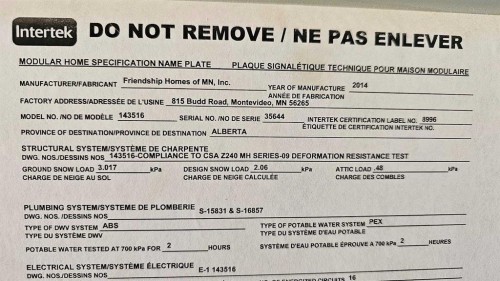 Intertek DO NOT REMOVE / NE PAS ENLEVER
MODULAR HOME SPECIFICATION NAME PLATE PLAQUE SIGNALÉTIQUE TECHNIQUE POUR MAISON MODULAIRE
MANUFACTURER/FABRICANT Friendship Homes of MN, Inc. YEAR OF MANUFACTURE 2014
ANNÉE DE FABRICATION
FACTORY ADDRESS/ADRESSÉE DE L'USINE 815 Budd Road, Montevideo, MN 56265
MODEL NO. /NO DE MODÈLE 143516 SERIAL NO. /NO DE SERIE 35644 INTERTEK CERTIFICATION LABEL NO. 8996
ÉTIQUETTE DE CERTIFICATION INTERTEK NO.
PROVINCE OF DESTINATION/PROVINCE DE DESTINATION ALBERTA
STRUCTURAL SYSTEM/SYSTÈME DE CHARPENTE
DWG. NOS./DESSINS NOS 143516-COMPLIANCE TO CSA Z240 MH SERIES-09 DEFORMATION RESISTANCE TEST
GROUND SNOW LOAD 3.017 kPa DESIGN SNOW LOAD 2.06 kPa ATTIC LOAD .48 kPa
CHARGE DE NEIGE AU SOL CHARGE DE NEIGE CALCULÉE CHARGE DES COMBLES
PLUMBING SYSTEM/SYSTEME DE PLOMBERIE S-15831 & S-16857
DWG. NOS. /DESSINS NOS
TYPE OF DWV SYSTEM ABS TYPE OF POTABLE WATER SYSTEM PEX
TYPE DU SYSTÈME DWV TYPE DU SYSTÈME D'EAU POTABLE
POTABLE WATER TESTED AT 700 kPa FOR 2 HOURS SYSTÈME D'EAU POTABLE ÉPROUVE A 700 kPa 2 HEURES
ELECTRICAL SYSTEM/SYSTÈME ÉLECTRIQUE
DWG. NOS./DESSINS NOS E-1 143516
CIRCUITS 16